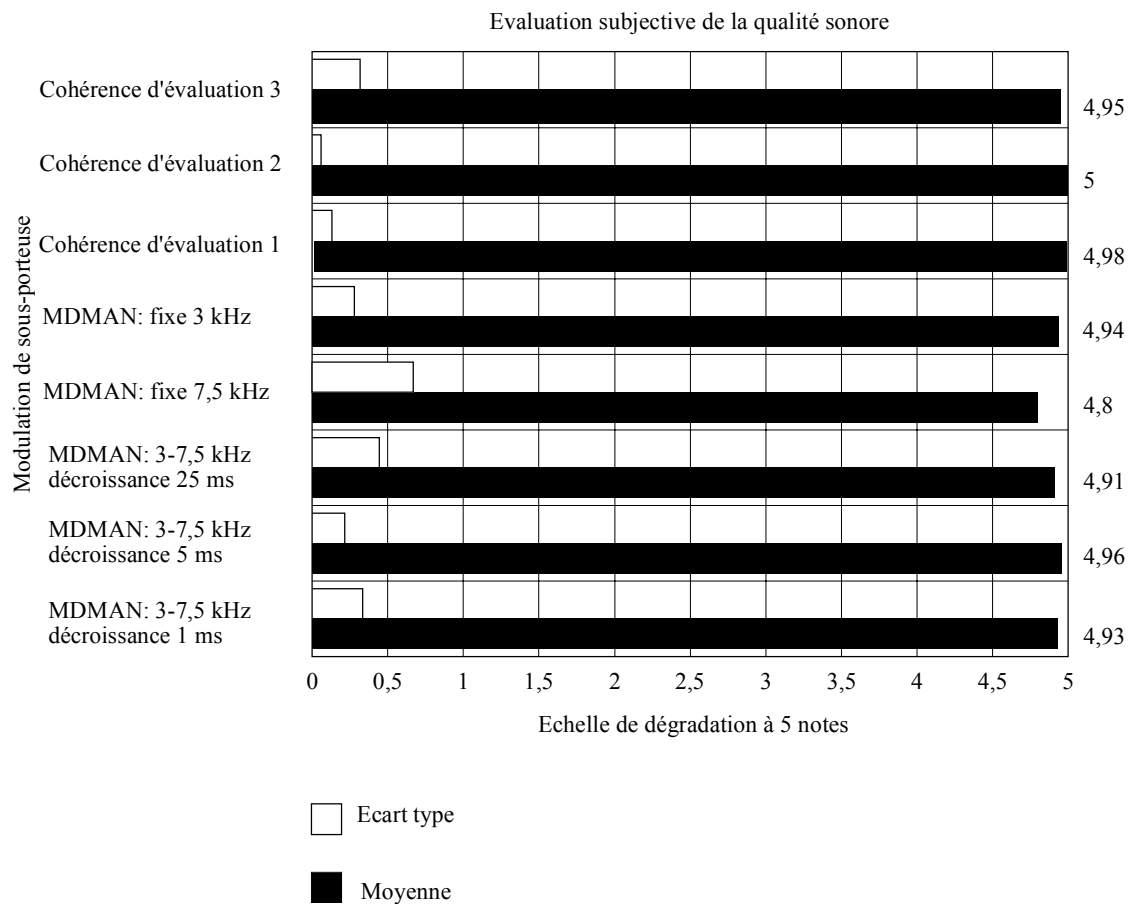 Evaluation subjective de la qualité sonore
Modulation de sous-porteuse
Cohérence d'évaluation 3
4,95
Cohérence d'évaluation 2
5
Cohérence d'évaluation 1
4,98
MDMAN: fixe 3 kHz
4,94
MDMAN: fixe 7,5 kHz
4,8
MDMAN: 3-7,5 kHz
décroissance 25 ms
4,91
MDMAN: 3-7,5 kHz
décroissance 5 ms
4,96
MDMAN: 3-7,5 kHz
décroissance 1 ms
4,93
0 0,5 1 1,5 2 2,5 3 3,5 4 4,5 5
Echelle de dégradation à 5 notes
Ecart type
Moyenne